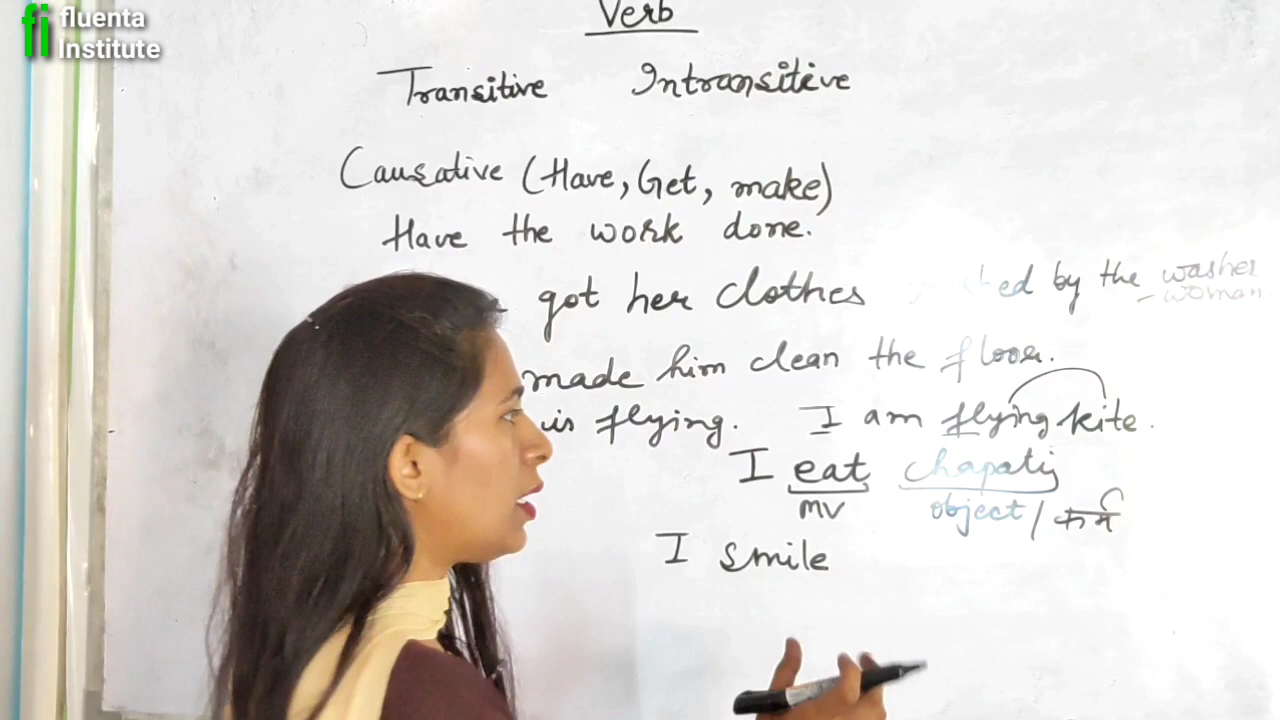 fi fluenta
Institute
Verb
Transitive Intransitive
Causative (Have, Get, make)
Have the work done.
got her clothes by the washer
-woman.
made him clean the floor.
is flying. I am flying kite.
I eat chapati
MV object / कर्म
I smile